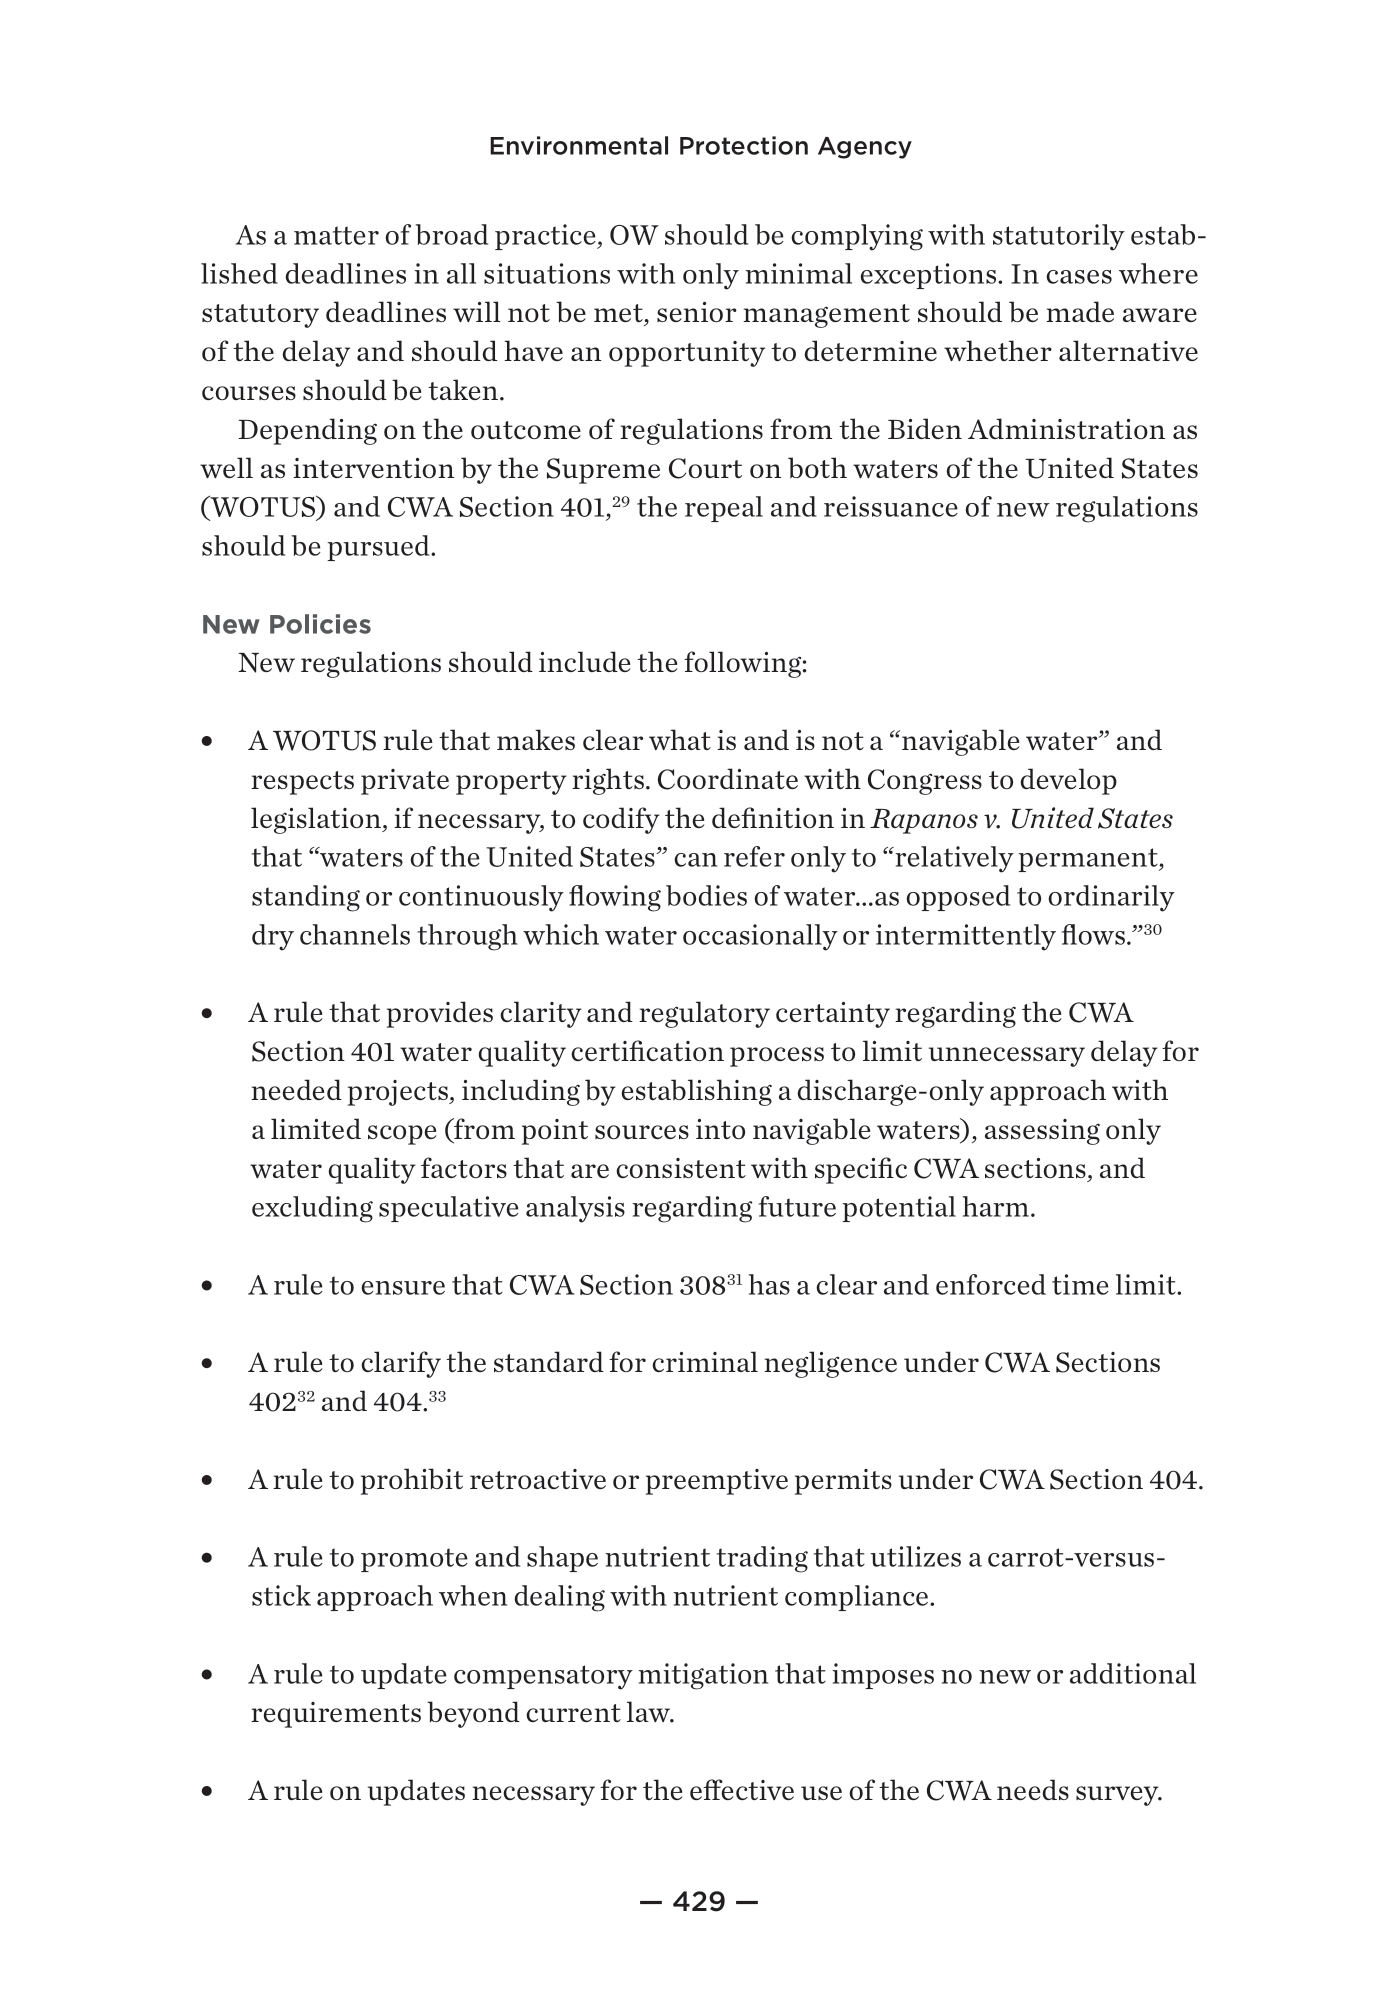 Environmental Protection Agency
As a matter of broad practice, OW should be complying with statutorily estab-
lished deadlines in all situations with only minimal exceptions. In cases where
statutory deadlines will not be met, senior management should be made aware
of the delay and should have an opportunity to determine whether alternative
courses should be taken.
Depending on the outcome of regulations from the Biden Administration as
well as intervention by the Supreme Court on both waters of the United States
(WOTUS) and CWA Section 401,²⁹ the repeal and reissuance of new regulations
should be pursued.
New Policies
New regulations should include the following:
• A WOTUS rule that makes clear what is and is not a “navigable water” and
respects private property rights. Coordinate with Congress to develop
legislation, if necessary, to codify the definition in Rapanos v. United States
that “waters of the United States” can refer only to “relatively permanent,
standing or continuously flowing bodies of water…as opposed to ordinarily
dry channels through which water occasionally or intermittently flows.”³⁰
• A rule that provides clarity and regulatory certainty regarding the CWA
Section 401 water quality certification process to limit unnecessary delay for
needed projects, including by establishing a discharge-only approach with
a limited scope (from point sources into navigable waters), assessing only
water quality factors that are consistent with specific CWA sections, and
excluding speculative analysis regarding future potential harm.
• A rule to ensure that CWA Section 308³¹ has a clear and enforced time limit.
• A rule to clarify the standard for criminal negligence under CWA Sections
402³² and 404.³³
• A rule to prohibit retroactive or preemptive permits under CWA Section 404.
• A rule to promote and shape nutrient trading that utilizes a carrot-versus-
stick approach when dealing with nutrient compliance.
• A rule to update compensatory mitigation that imposes no new or additional
requirements beyond current law.
• A rule on updates necessary for the effective use of the CWA needs survey.
— 429 —